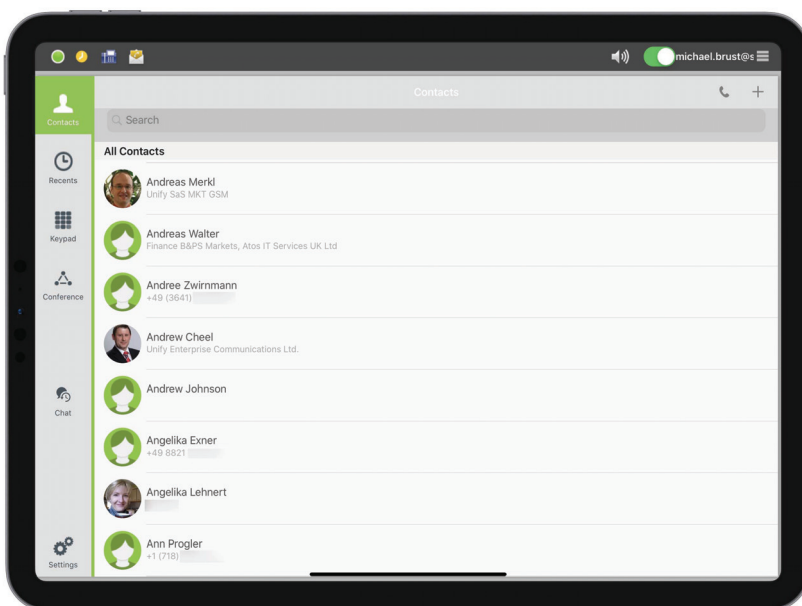 michael.brust@s
Contacts
Contacts
Search
All Contacts
Recents
Keypad
Conference
Chat
Settings
Andreas Merkl
Unify SaS MKT GSM
Andreas Walter
Finance B&PS Markets, Atos IT Services UK Ltd
Andree Zwirnmann
+49 (3641)
Andrew Cheel
Unify Enterprise Communications Ltd.
Andrew Johnson
Angelika Exner
+49 8821
Angelika Lehnert
Ann Progler
+1 (718)